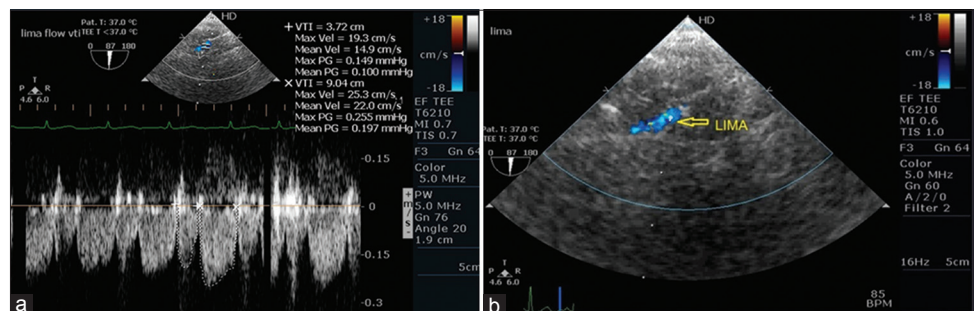 HD
Pat. T: 37.0 °C
TEE T <37.0 °C
lima flow vti
0 87 180
+ VTI = 3.72 cm
Max Vel = 19.3 cm/s
Mean Vel = 14.9 cm/s
Max PG = 0.149 mmHg
Mean PG = 0.100 mmHg
× VTI = 9.04 cm
Max Vel = 25.3 cm/s
Mean Vel = 22.0 cm/s
Max PG = 0.255 mmHg
Mean PG = 0.197 mmHg
T
P R
4.6 6.0
+18
cm/s
-18
EF TEE
T6210
MI 0.7
TIS 0.7
F3 Gn 64
Color
5.0 MHz
PW
5.0 MHz
Gn 76
Angle 20
1.9 cm
5cm
-0.15
0
-0.15
-0.3
+
m/s
-
a
lima
HD
LIMA
Pat. T: 37.0 °C
TEE T: 37.0 °C
0 87 180
+18
cm/s
-18
EF TEE
T6210
MI 0.6
TIS 1.0
F3 Gn 64
Color
5.0 MHz
Gn 60
A/2/0
Filter 2
16Hz 5cm
T
P R
4.6 6.0
85
BPM
b